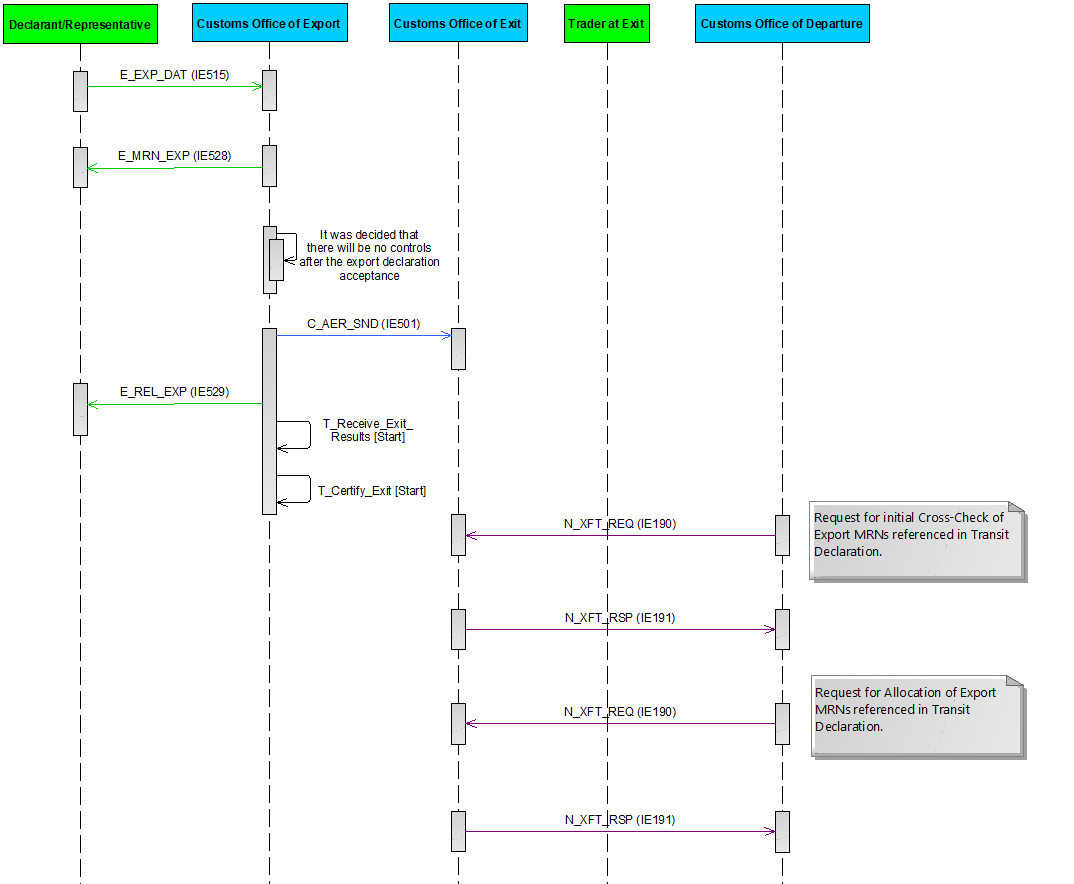 Declarant/Representative
Customs Office of Export
Customs Office of Exit
Trader at Exit
Customs Office of Departure
E_EXP_DAT (IE515)
E_MRN_EXP (IE528)
It was decided that
there will be no controls
after the export declaration
acceptance
C_AER_SND (IE501)
E_REL_EXP (IE529)
T_Receive_Exit_
Results [Start]
T_Certify_Exit [Start]
N_XFT_REQ (IE190)
Request for initial Cross-Check of
Export MRNs referenced in Transit
Declaration.
N_XFT_RSP (IE191)
N_XFT_REQ (IE190)
Request for Allocation of Export
MRNs referenced in Transit
Declaration.
N_XFT_RSP (IE191)